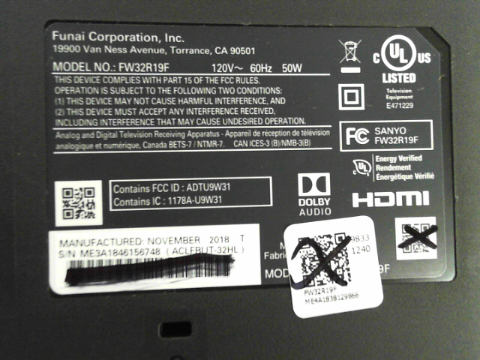 Funai Corporation, Inc.
19900 Van Ness Avenue, Torrance, CA 90501
MODEL NO.: FW32R19F 120V~ 60Hz 50W
THIS DEVICE COMPLIES WITH PART 15 OF THE FCC RULES.
OPERATION IS SUBJECT TO THE FOLLOWING TWO CONDITIONS:
(1) THIS DEVICE MAY NOT CAUSE HARMFUL INTERFERENCE, AND
(2) THIS DEVICE MUST ACCEPT ANY INTERFERENCE RECEIVED,
INCLUDING INTERFERENCE THAT MAY CAUSE UNDESIRED OPERATION.
Analog and Digital Television Receiving Apparatus - Appareil de réception de télévision
analogique et numérique, Canada BETS-7 / NTMR-7. CAN ICES-3 (B)/NMB-3(B)
C UL US
LISTED
Television
Equipment
E471229
FC SANYO
FW32R19F
Energy Verified
Rendement
Énergétique Vérifié
Contains FCC ID : ADTU9W31
Contains IC : 1178A-U9W31
DOLBY
AUDIO
HDMI
MANUFACTURED: NOVEMBER 2018 T
S/N ME3A1846156748 (ACLFBUT-32HL)
9833
1240
FW32R19F